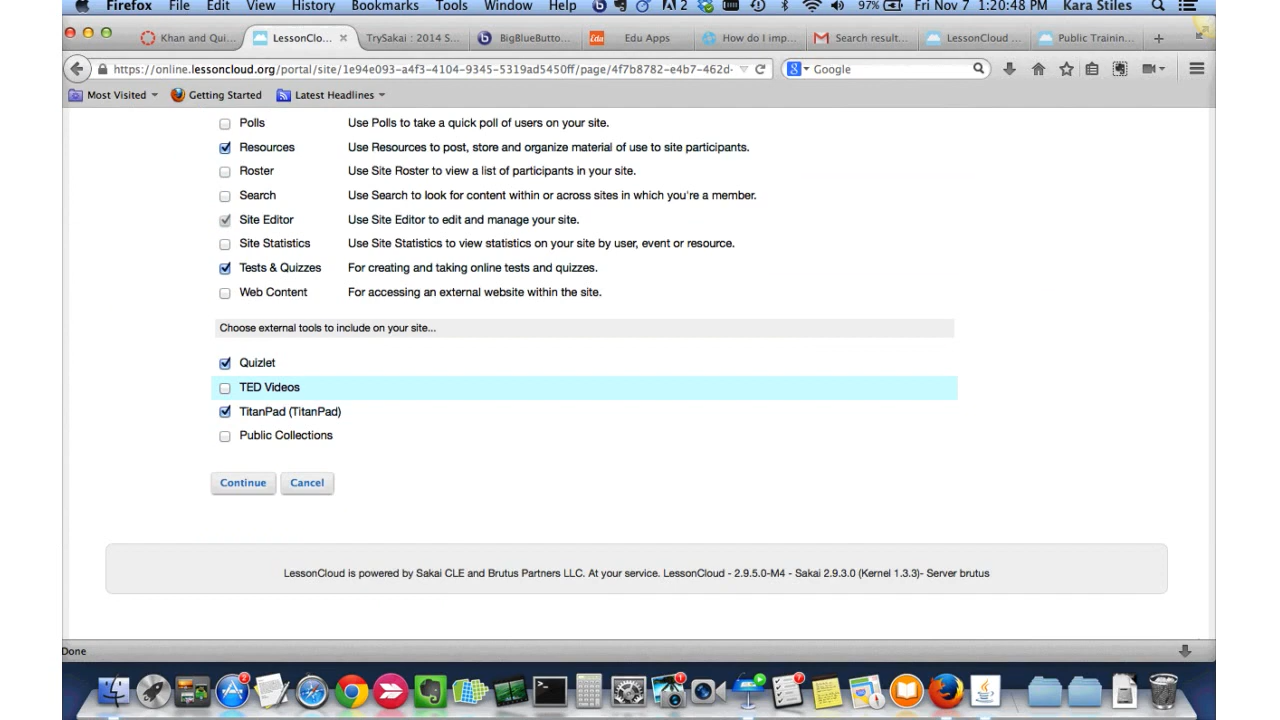 Firefox File Edit View History Bookmarks Tools Window Help 2 97% Fri Nov 7 1:20:48 PM Kara Stiles
Khan and Qui... LessonClo... TrySakai : 2014 S... BigBlueButto... Edu Apps How do I imp... Search result... LessonCloud ... Public Trainin...
https://online.lessoncloud.org/portal/site/1e94e093-a4f3-4104-9345-5319ad5450ff/page/4f7b8782-e4b7-462d- Google
Most Visited Getting Started Latest Headlines
Polls Use Polls to take a quick poll of users on your site.
Resources Use Resources to post, store and organize material of use to site participants.
Roster Use Site Roster to view a list of participants in your site.
Search Use Search to look for content within or across sites in which you're a member.
Site Editor Use Site Editor to edit and manage your site.
Site Statistics Use Site Statistics to view statistics on your site by user, event or resource.
Tests & Quizzes For creating and taking online tests and quizzes.
Web Content For accessing an external website within the site.
Choose external tools to include on your site...
Quizlet
TED Videos
TitanPad (TitanPad)
Public Collections
Continue Cancel
LessonCloud is powered by Sakai CLE and Brutus Partners LLC. At your service. LessonCloud - 2.9.5.0-M4 - Sakai 2.9.3.0 (Kernel 1.3.3)- Server brutus
Done